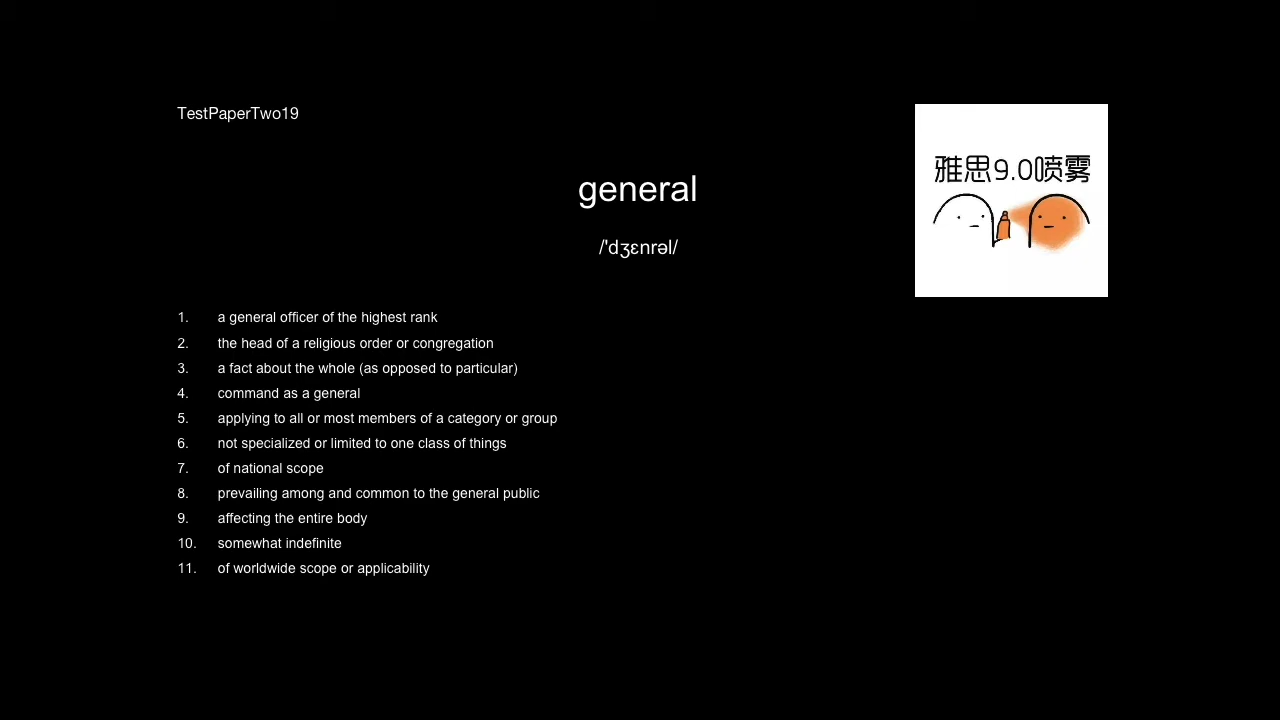 TestPaperTwo19
雅思9.0喷雾
general
/'dʒɛnrəl/
1. a general officer of the highest rank
2. the head of a religious order or congregation
3. a fact about the whole (as opposed to particular)
4. command as a general
5. applying to all or most members of a category or group
6. not specialized or limited to one class of things
7. of national scope
8. prevailing among and common to the general public
9. affecting the entire body
10. somewhat indefinite
11. of worldwide scope or applicability